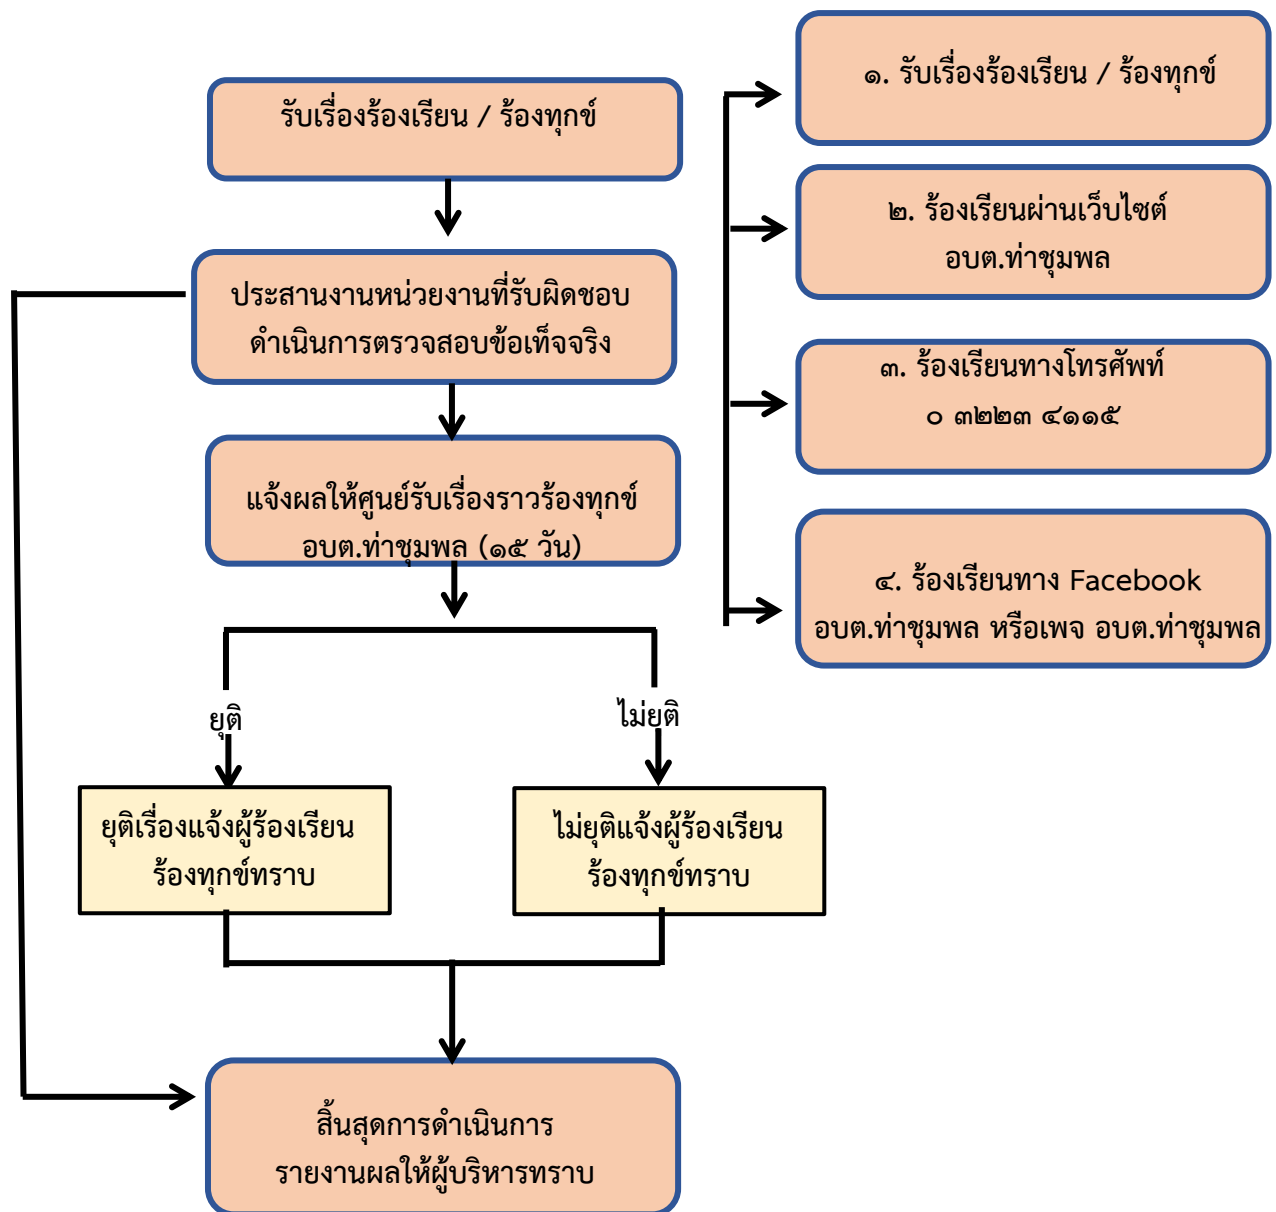 รับเรื่องร้องเรียน / ร้องทุกข์
ประสานงานหน่วยงานที่รับผิดชอบ
ดำเนินการตรวจสอบข้อเท็จจริง
แจ้งผลให้ศูนย์รับเรื่องราวร้องทุกข์
อบต.ท่าชุมพล (๑๕ วัน)
ยุติ
ไม่ยุติ
ยุติเรื่องแจ้งผู้ร้องเรียน
ร้องทุกข์ทราบ
ไม่ยุติแจ้งผู้ร้องเรียน
ร้องทุกข์ทราบ
สิ้นสุดการดำเนินการ
รายงานผลให้ผู้บริหารทราบ
๑. รับเรื่องร้องเรียน / ร้องทุกข์
๒. ร้องเรียนผ่านเว็บไซต์
อบต.ท่าชุมพล
๓. ร้องเรียนทางโทรศัพท์
๐ ๓๒๒๓ ๔๑๑๕
๔. ร้องเรียนทาง Facebook
อบต.ท่าชุมพล หรือเพจ อบต.ท่าชุมพล